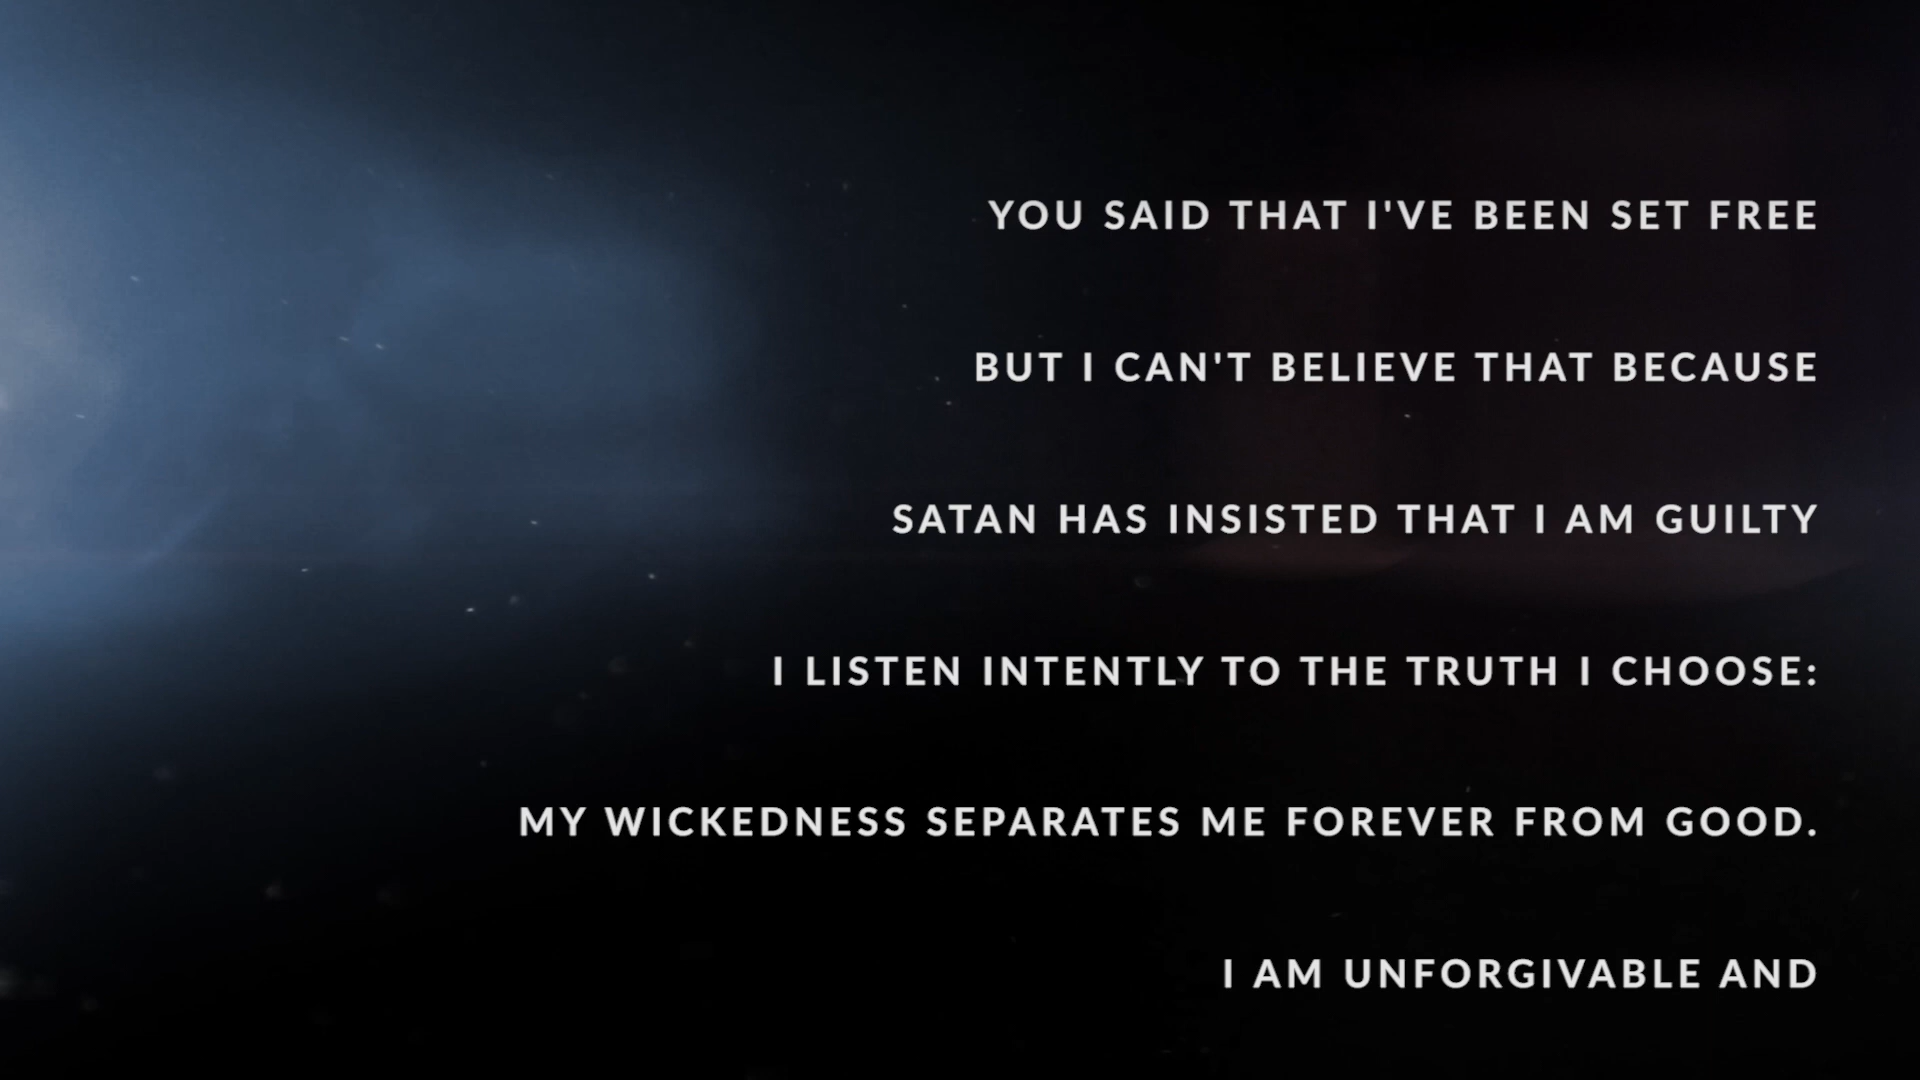 YOU SAID THAT I'VE BEEN SET FREE
BUT I CAN'T BELIEVE THAT BECAUSE
SATAN HAS INSISTED THAT I AM GUILTY
I LISTEN INTENTLY TO THE TRUTH I CHOOSE:
MY WICKEDNESS SEPARATES ME FOREVER FROM GOOD.
I AM UNFORGIVABLE AND